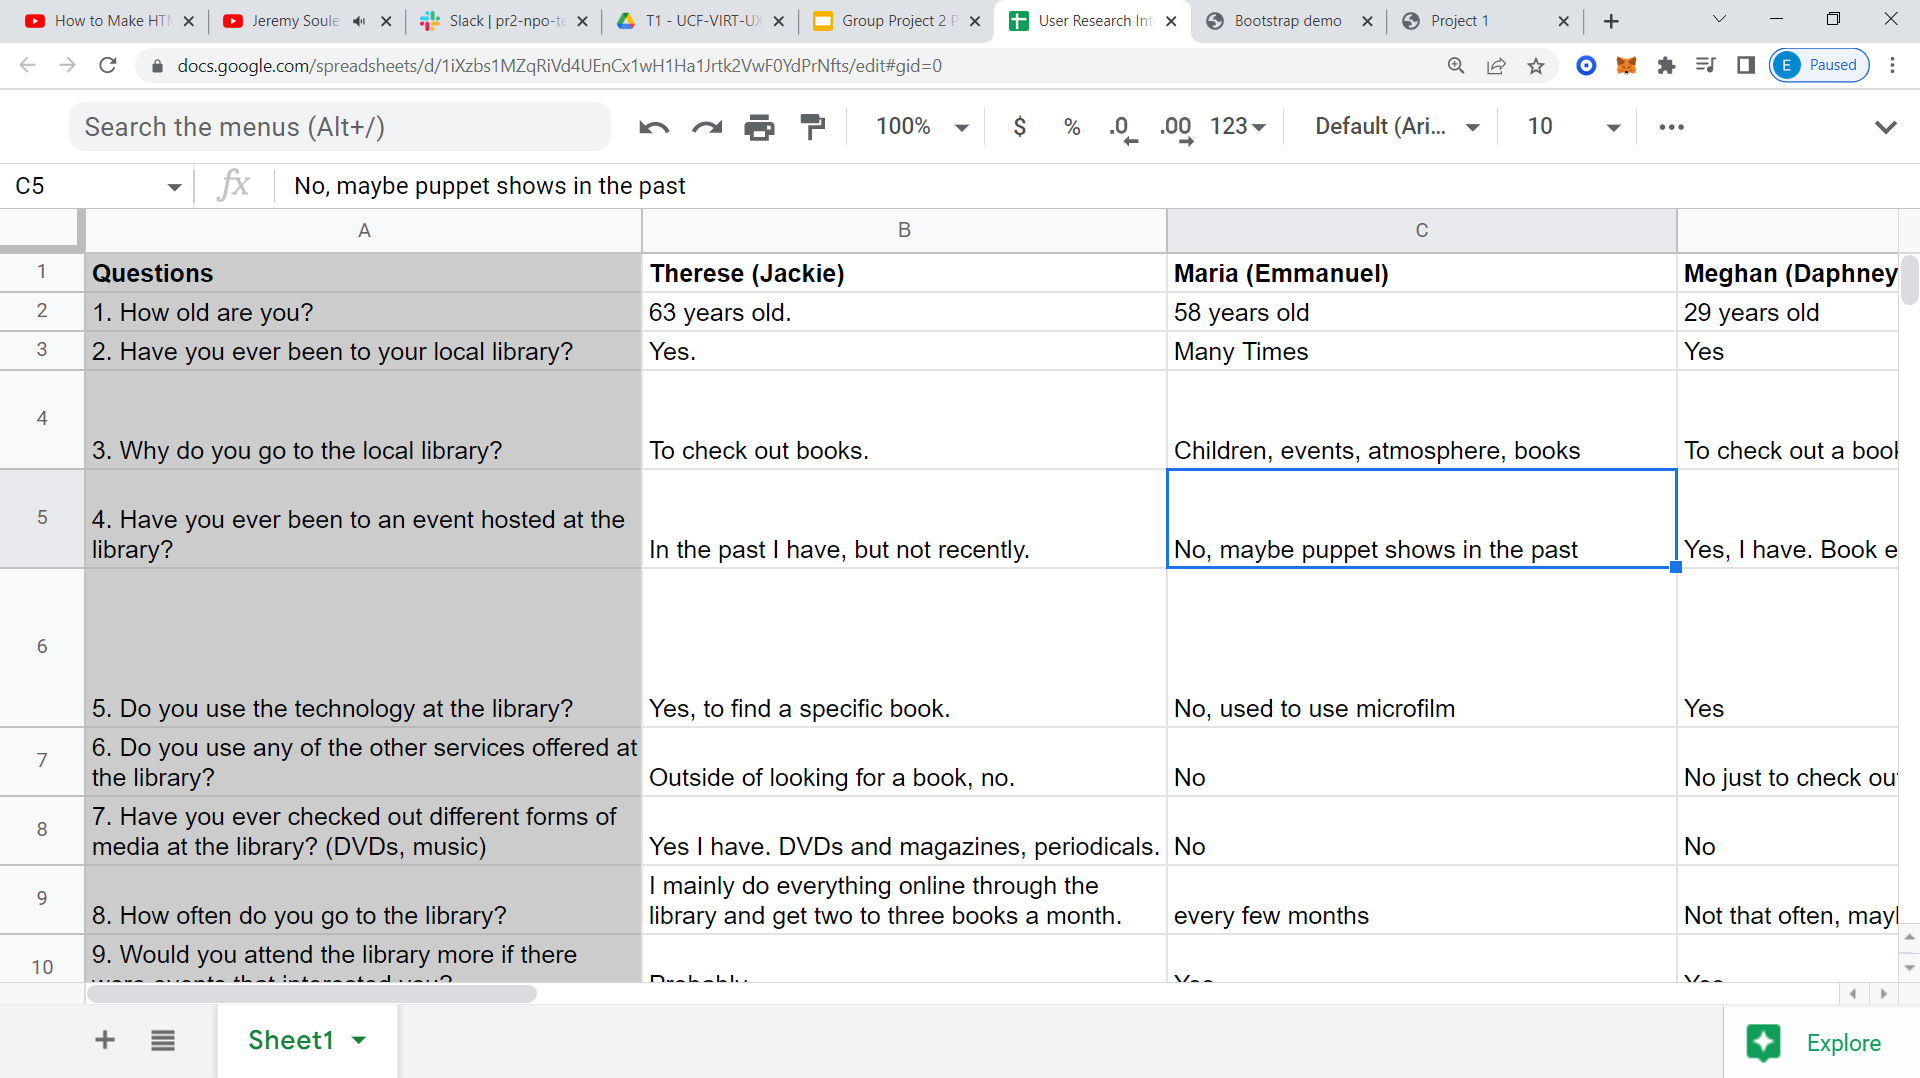 How to Make HT
Jeremy Soule
Slack | pr2-npo-te
T1 - UCF-VIRT-UX
Group Project 2 P
User Research Int
Bootstrap demo
Project 1
docs.google.com/spreadsheets/d/1iXzbs1MZqRiVd4UEnCx1wH1Ha1Jrtk2VwF0YdPrNfts/edit#gid=0
E Paused
Search the menus (Alt+/)
100% $ % .0 .00 123 Default (Ari... 10
C5 fx No, maybe puppet shows in the past
A B C
1 Questions Therese (Jackie) Maria (Emmanuel) Meghan (Daphney
2 1. How old are you? 63 years old. 58 years old 29 years old
3 2. Have you ever been to your local library? Yes. Many Times Yes
4 3. Why do you go to the local library? To check out books. Children, events, atmosphere, books To check out a book
5 4. Have you ever been to an event hosted at the
library? In the past I have, but not recently. No, maybe puppet shows in the past Yes, I have. Book e
6 5. Do you use the technology at the library? Yes, to find a specific book. No, used to use microfilm Yes
7 6. Do you use any of the other services offered at
the library? Outside of looking for a book, no. No No just to check out
8 7. Have you ever checked out different forms of
media at the library? (DVDs, music) Yes I have. DVDs and magazines, periodicals. No No
I mainly do everything online through the
9 8. How often do you go to the library? library and get two to three books a month. every few months Not that often, mayb
10 9. Would you attend the library more if there
were events that interested you? Probably Yes Yes
Sheet1
Explore